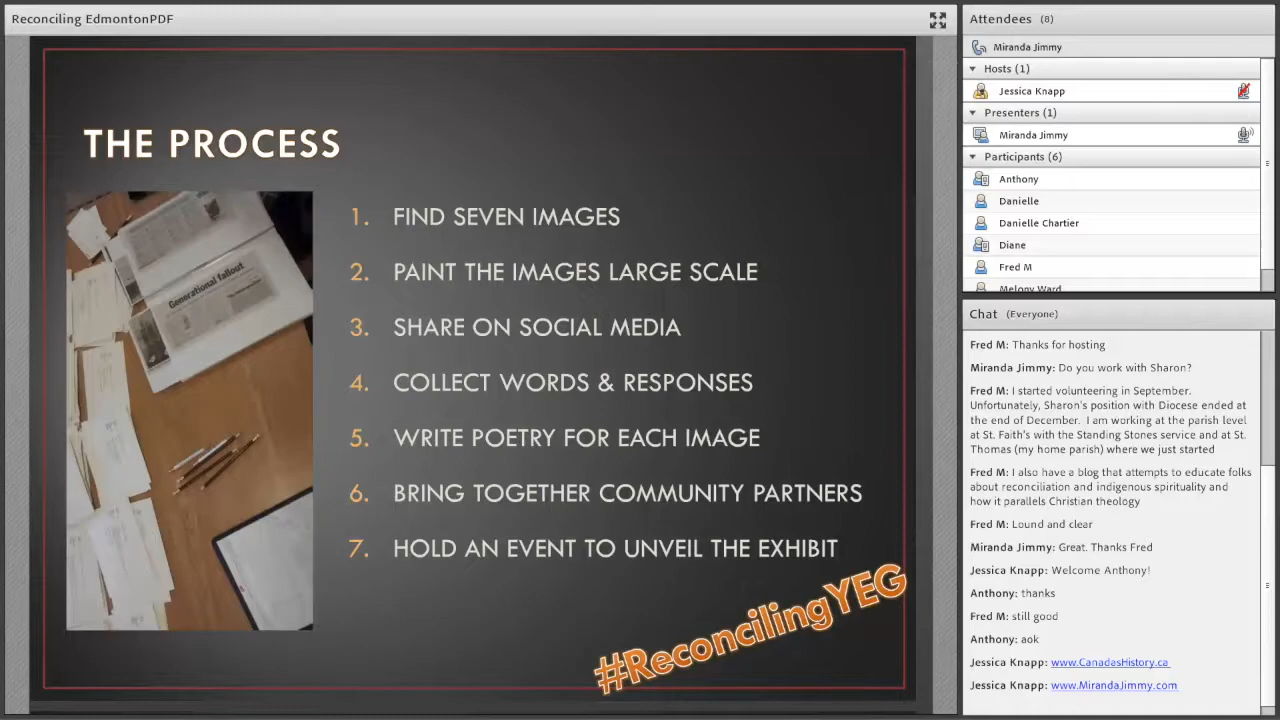 Reconciling EdmontonPDF
THE PROCESS
Generational fallout
1. FIND SEVEN IMAGES
2. PAINT THE IMAGES LARGE SCALE
3. SHARE ON SOCIAL MEDIA
4. COLLECT WORDS & RESPONSES
5. WRITE POETRY FOR EACH IMAGE
6. BRING TOGETHER COMMUNITY PARTNERS
7. HOLD AN EVENT TO UNVEIL THE EXHIBIT
#ReconcilingYEG
Attendees (8)
Miranda Jimmy
Hosts (1)
Jessica Knapp
Presenters (1)
Miranda Jimmy
Participants (6)
Anthony
Danielle
Danielle Chartier
Diane
Fred M
Melony Ward
Chat (Everyone)
Fred M: Thanks for hosting
Miranda Jimmy: Do you work with Sharon?
Fred M: I started volunteering in September.
Unfortunately, Sharon's position with Diocese ended at
the end of December. I am working at the parish level
at St. Faith's with the Standing Stones service and at St.
Thomas (my home parish) where we just started
Fred M: I also have a blog that attempts to educate folks
about reconciliation and indigenous spirituality and
how it parallels Christian theology
Fred M: Lound and clear
Miranda Jimmy: Great. Thanks Fred
Jessica Knapp: Welcome Anthony!
Anthony: thanks
Fred M: still good
Anthony: aok
Jessica Knapp: www.CanadasHistory.ca
Jessica Knapp: www.MirandaJimmy.com